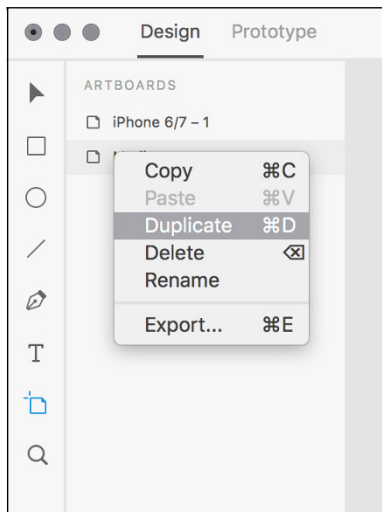 Design Prototype
ARTBOARDS
iPhone 6/7 – 1
Copy ⌘C
Paste ⌘V
Duplicate ⌘D
Delete ⌫
Rename
Export... ⌘E
T